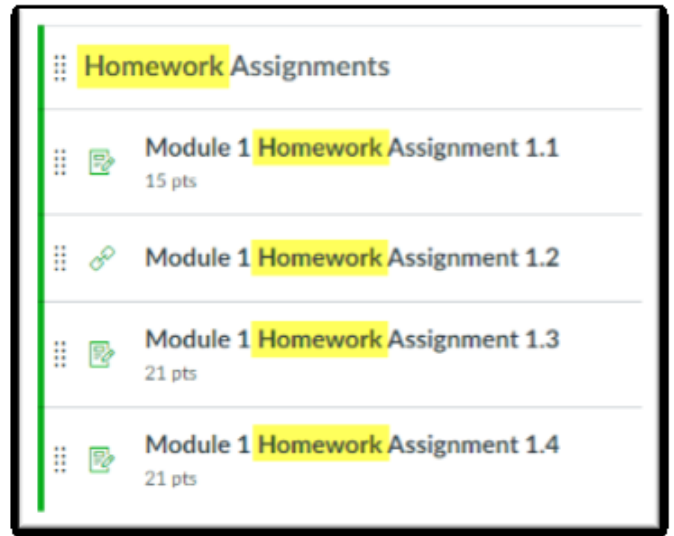 Homework Assignments
Module 1 Homework Assignment 1.1
15 pts
Module 1 Homework Assignment 1.2
Module 1 Homework Assignment 1.3
21 pts
Module 1 Homework Assignment 1.4
21 pts